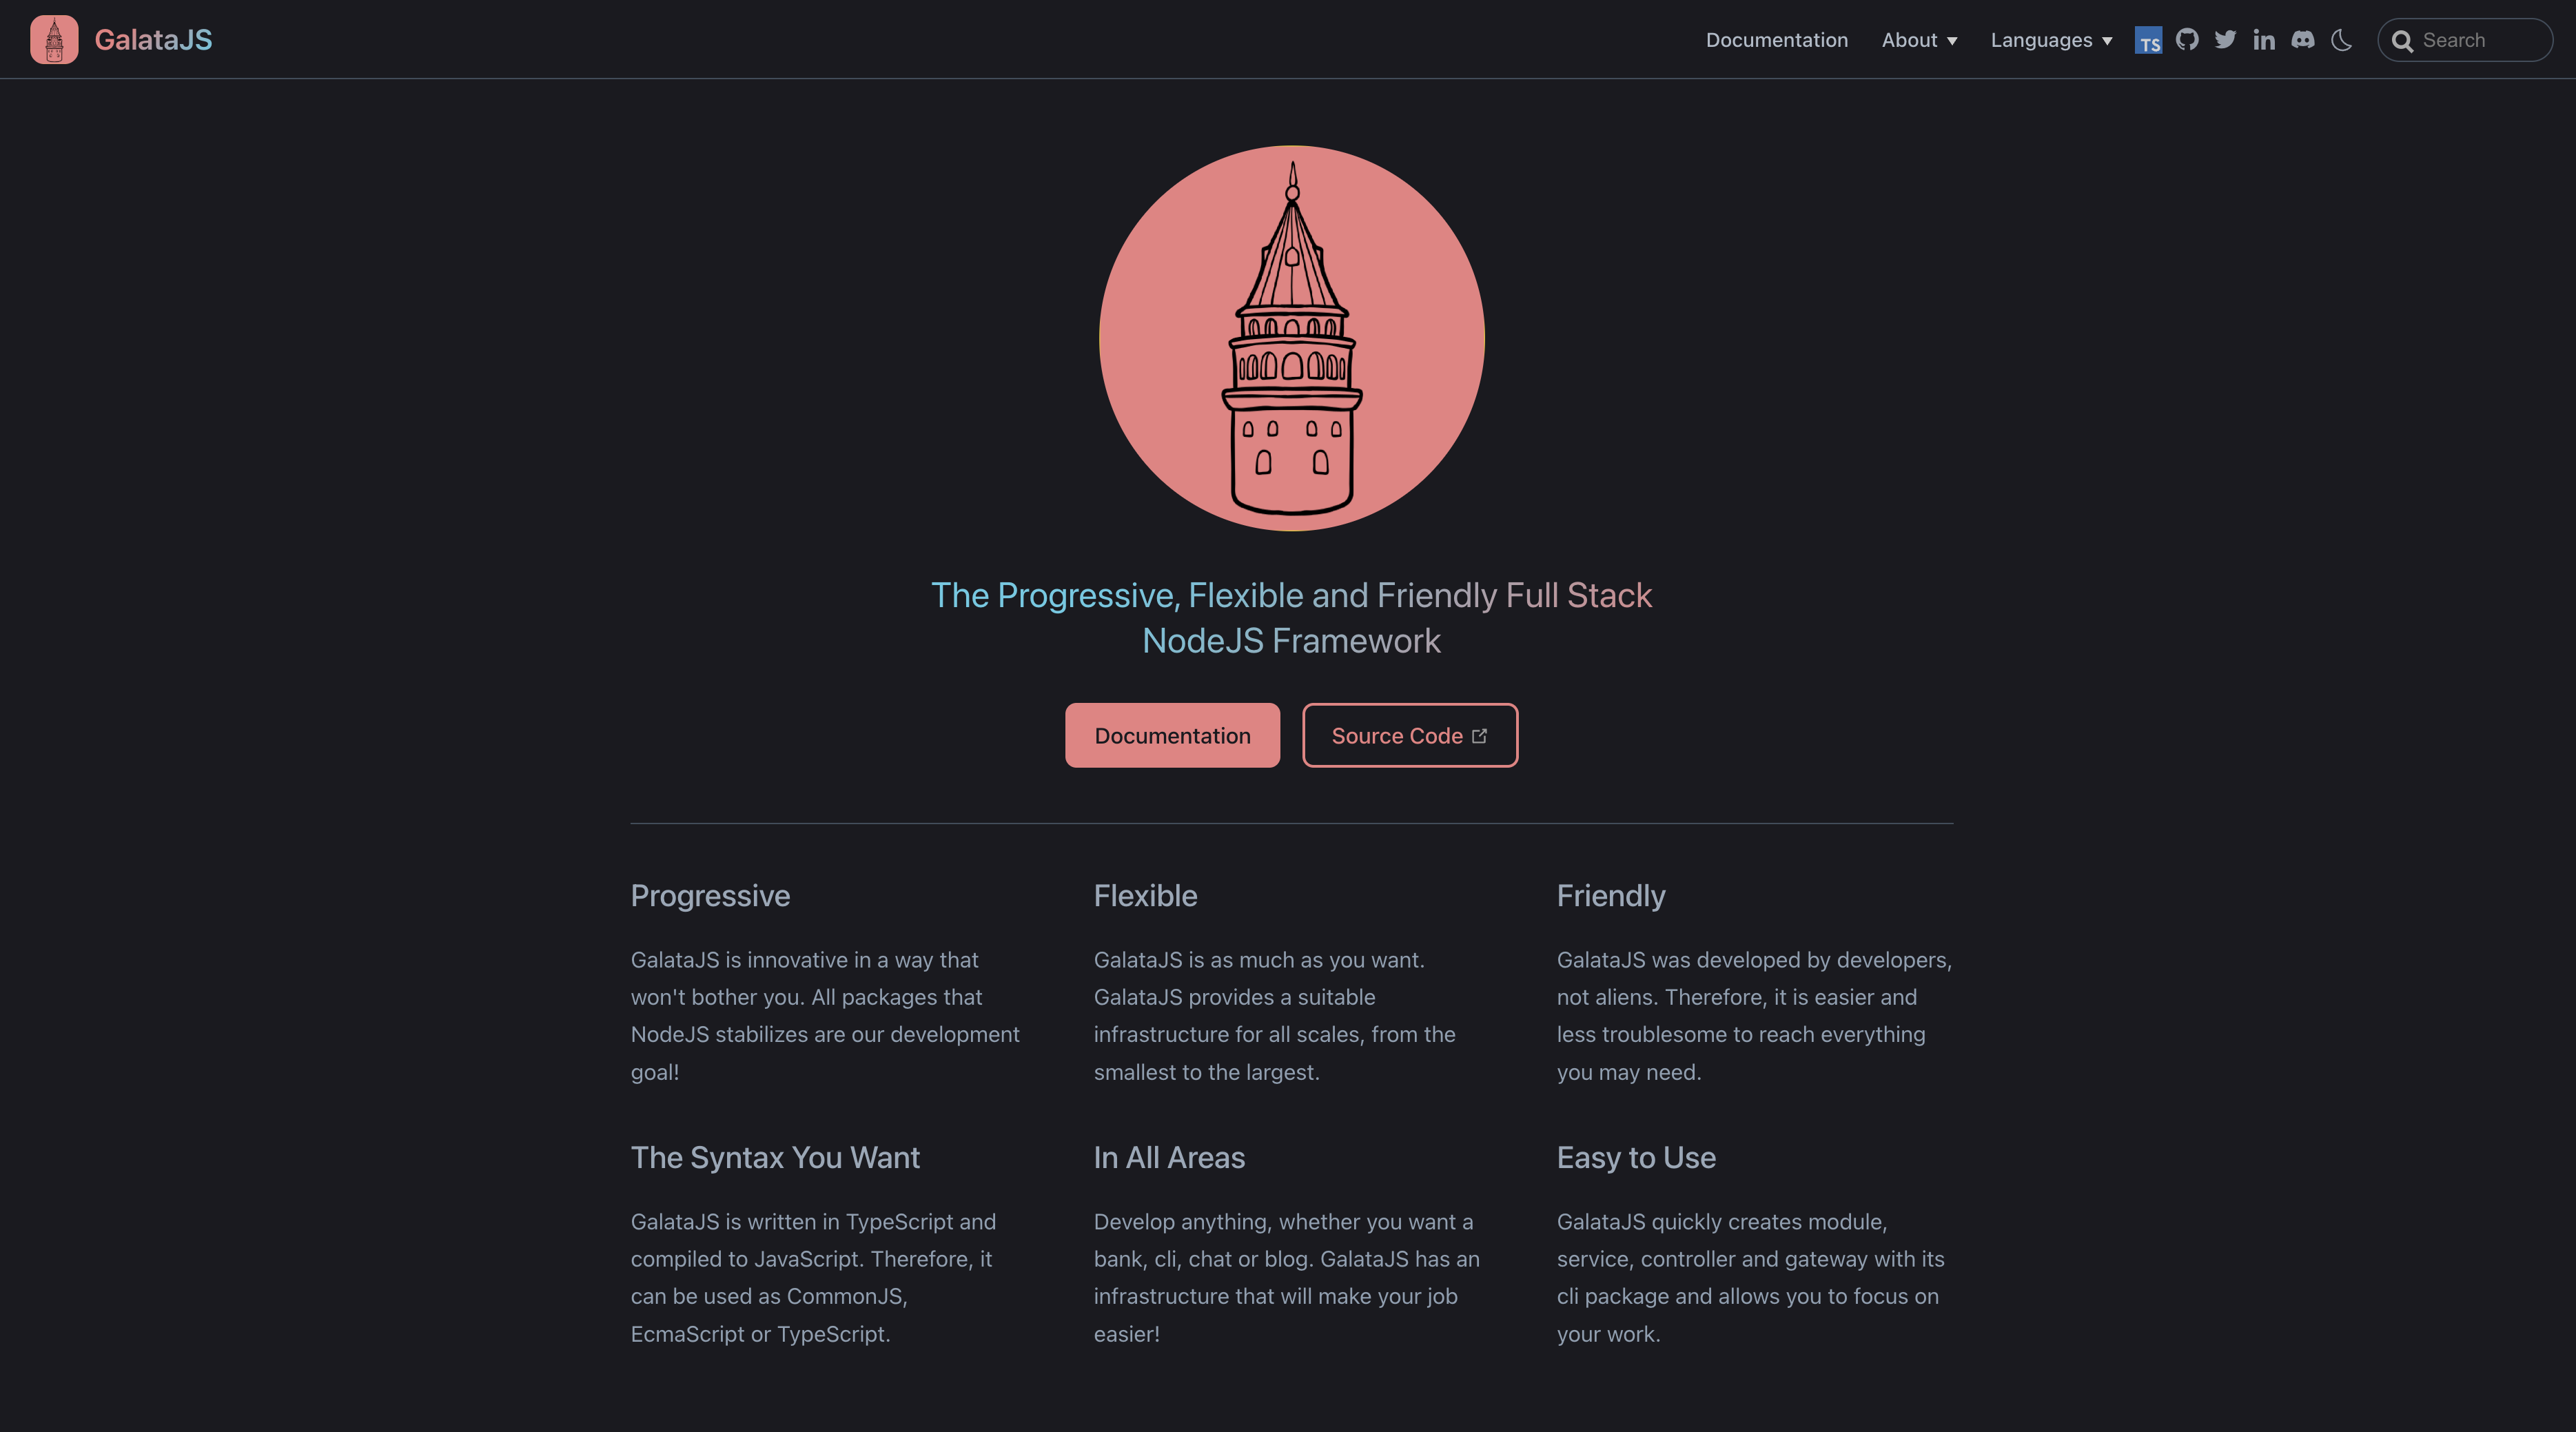 GalataJS
Documentation
About
Languages
TS
in
Search
The Progressive, Flexible and Friendly Full Stack
NodeJS Framework
Documentation
Source Code
Progressive
GalataJS is innovative in a way that
won't bother you. All packages that
NodeJS stabilizes are our development
goal!
Flexible
GalataJS is as much as you want.
GalataJS provides a suitable
infrastructure for all scales, from the
smallest to the largest.
Friendly
GalataJS was developed by developers,
not aliens. Therefore, it is easier and
less troublesome to reach everything
you may need.
The Syntax You Want
GalataJS is written in TypeScript and
compiled to JavaScript. Therefore, it
can be used as CommonJS,
EcmaScript or TypeScript.
In All Areas
Develop anything, whether you want a
bank, cli, chat or blog. GalataJS has an
infrastructure that will make your job
easier!
Easy to Use
GalataJS quickly creates module,
service, controller and gateway with its
cli package and allows you to focus on
your work.